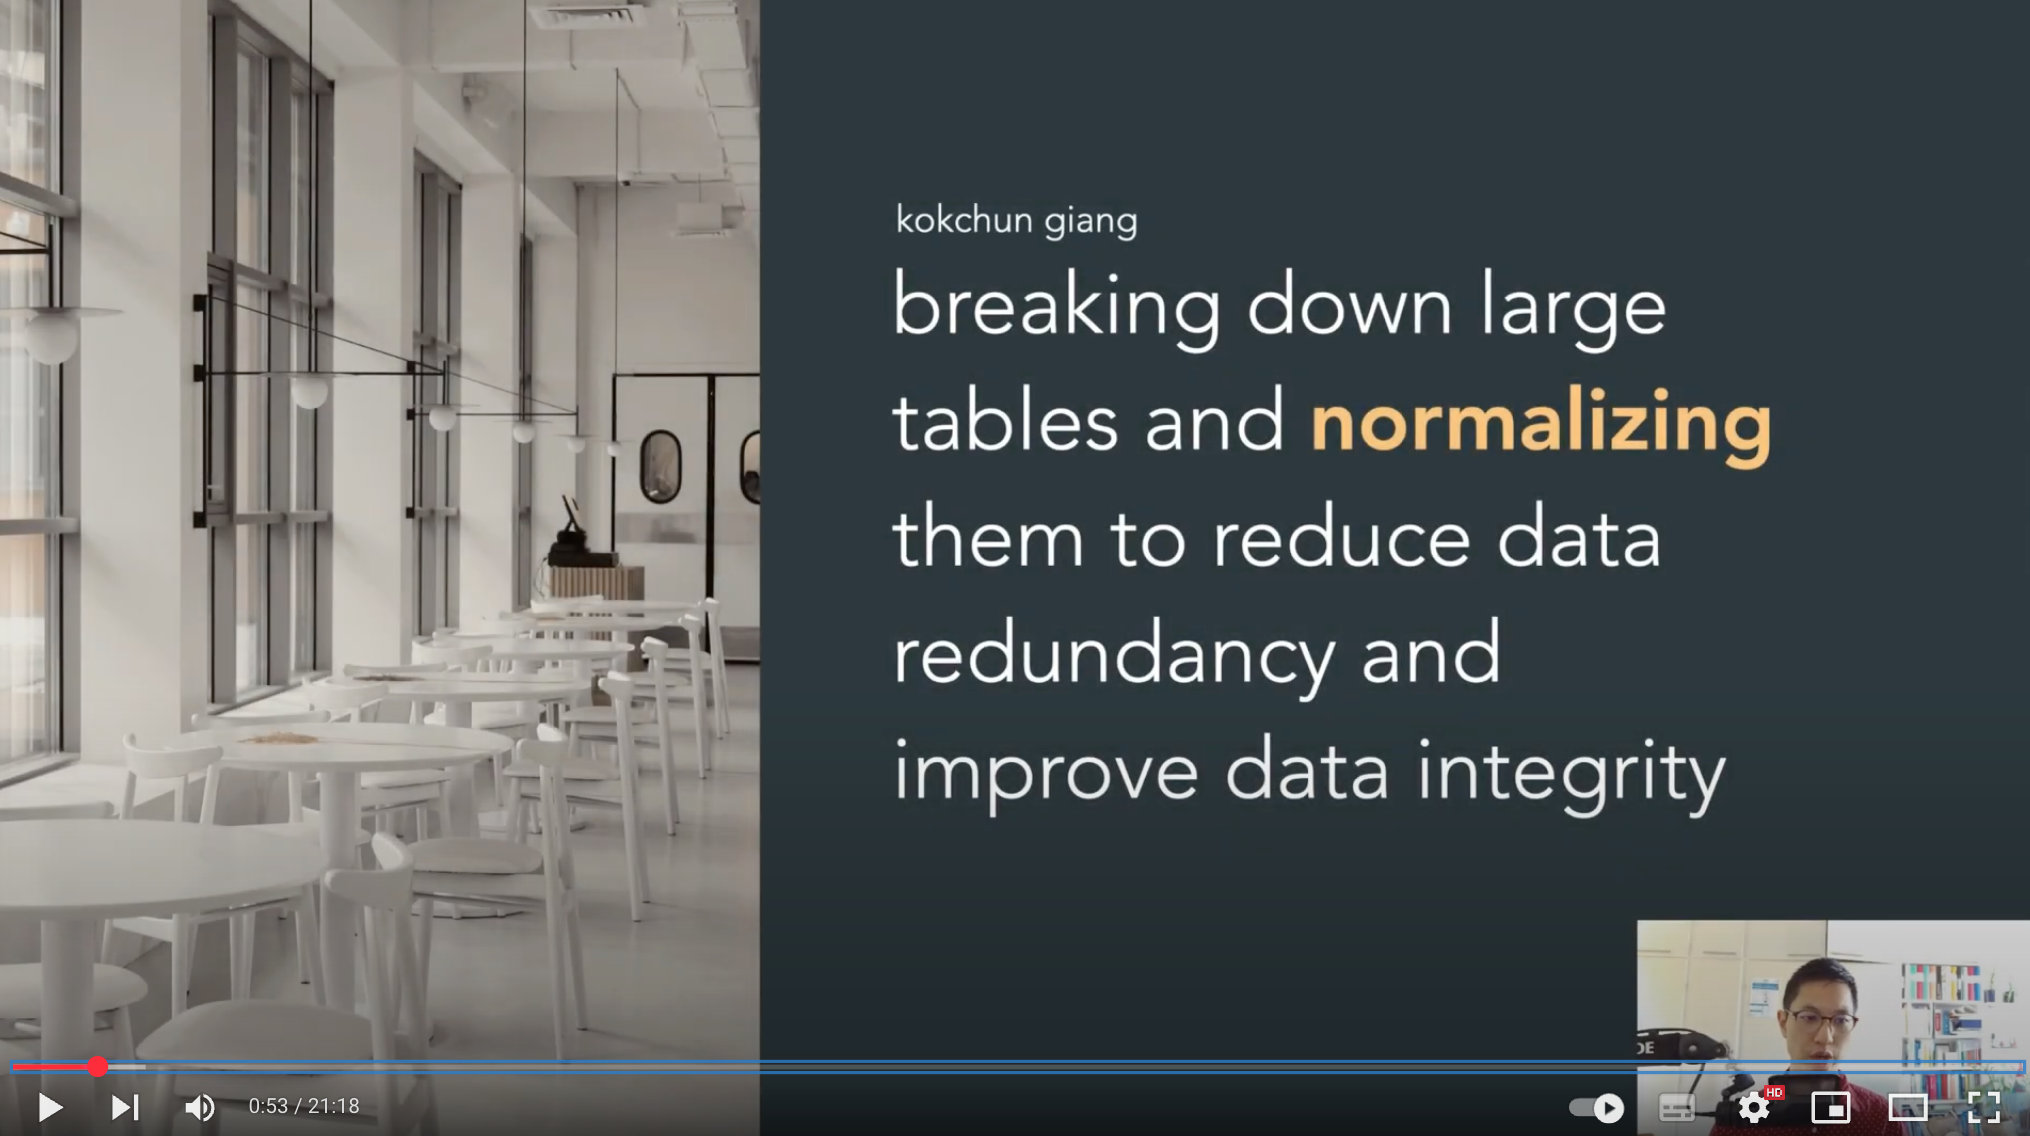 kokchun giang
breaking down large
tables and normalizing
them to reduce data
redundancy and
improve data integrity
DE
0:53 / 21:18
HD